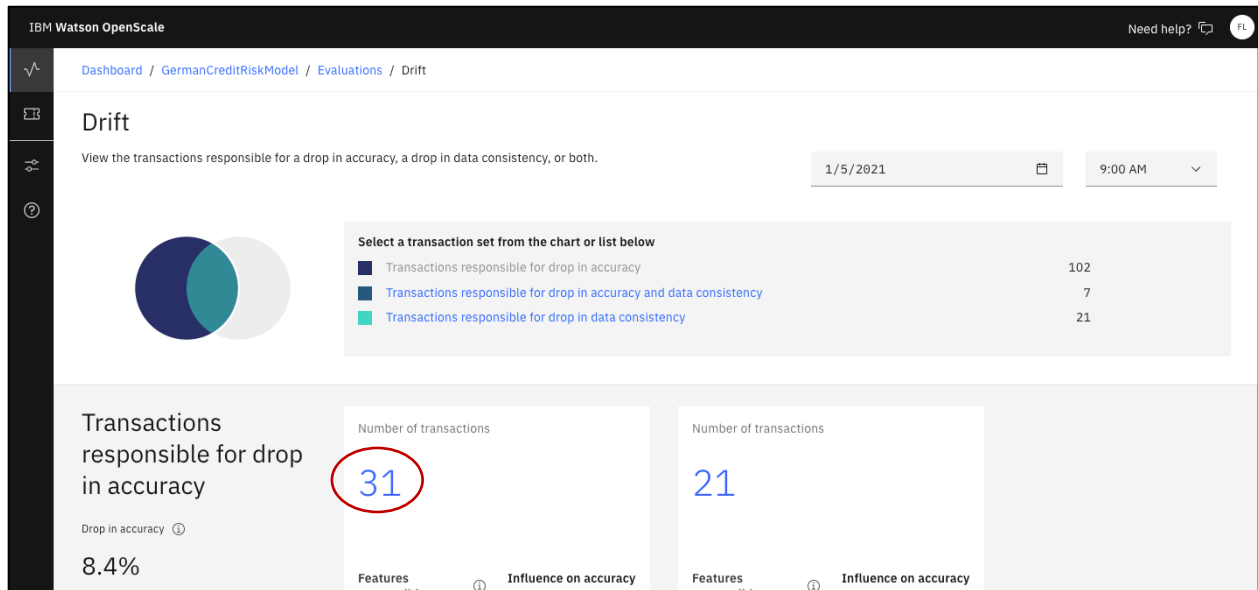 IBM Watson OpenScale
Need help?
FL
Dashboard / GermanCreditRiskModel / Evaluations / Drift
Drift
View the transactions responsible for a drop in accuracy, a drop in data consistency, or both.
1/5/2021
9:00 AM
Select a transaction set from the chart or list below
Transactions responsible for drop in accuracy 102
Transactions responsible for drop in accuracy and data consistency 7
Transactions responsible for drop in data consistency 21
Transactions
responsible for drop
in accuracy
Drop in accuracy
8.4%
Number of transactions
31
Features
Influence on accuracy
Number of transactions
21
Features
Influence on accuracy